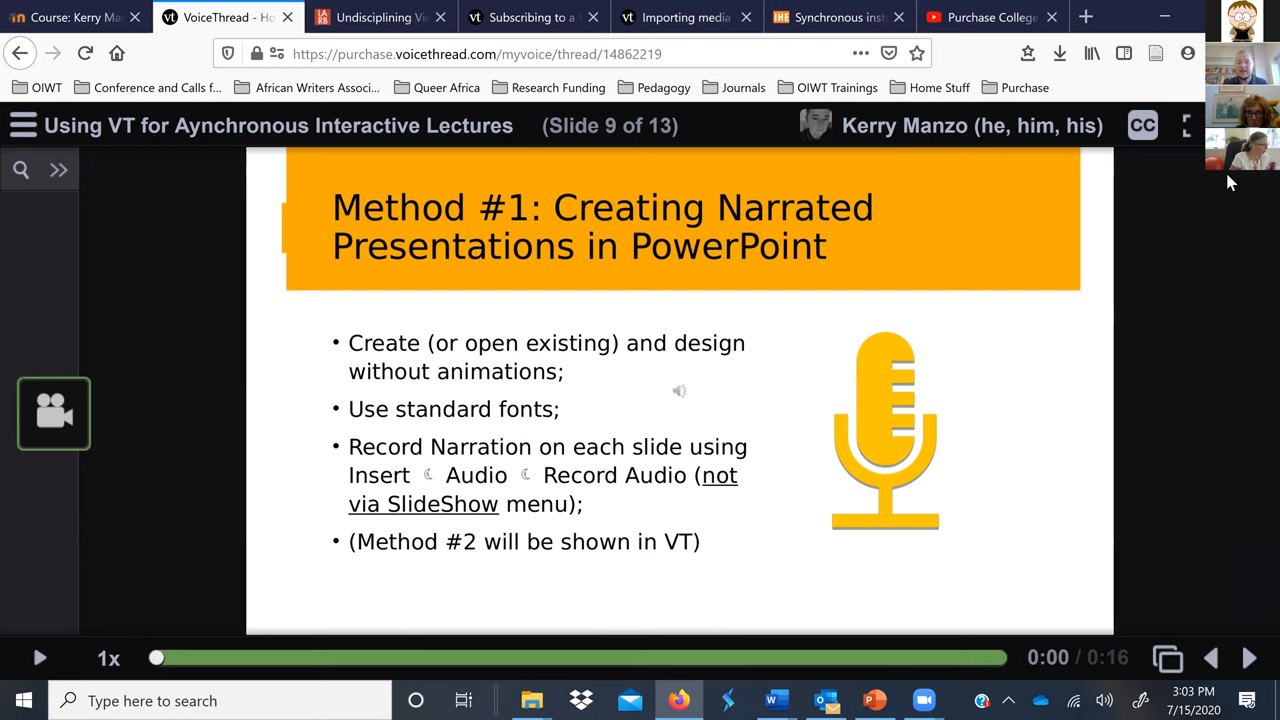 Course: Kerry Ma
VoiceThread - Ho
Undisciplining Vi
Subscribing to a
Importing media
Synchronous inst
Purchase College
https://purchase.voicethread.com/myvoice/thread/14862219
OIWT
Conference and Calls f...
African Writers Associ...
Queer Africa
Research Funding
Pedagogy
Journals
OIWT Trainings
Home Stuff
Purchase
Using VT for Aynchronous Interactive Lectures
(Slide 9 of 13)
Kerry Manzo (he, him, his)
CC
Method #1: Creating Narrated
Presentations in PowerPoint
• Create (or open existing) and design
without animations;
• Use standard fonts;
• Record Narration on each slide using
Insert ☾ Audio ☾ Record Audio (not
via SlideShow menu);
• (Method #2 will be shown in VT)
1x
0:00 / 0:16
Type here to search
3:03 PM
7/15/2020